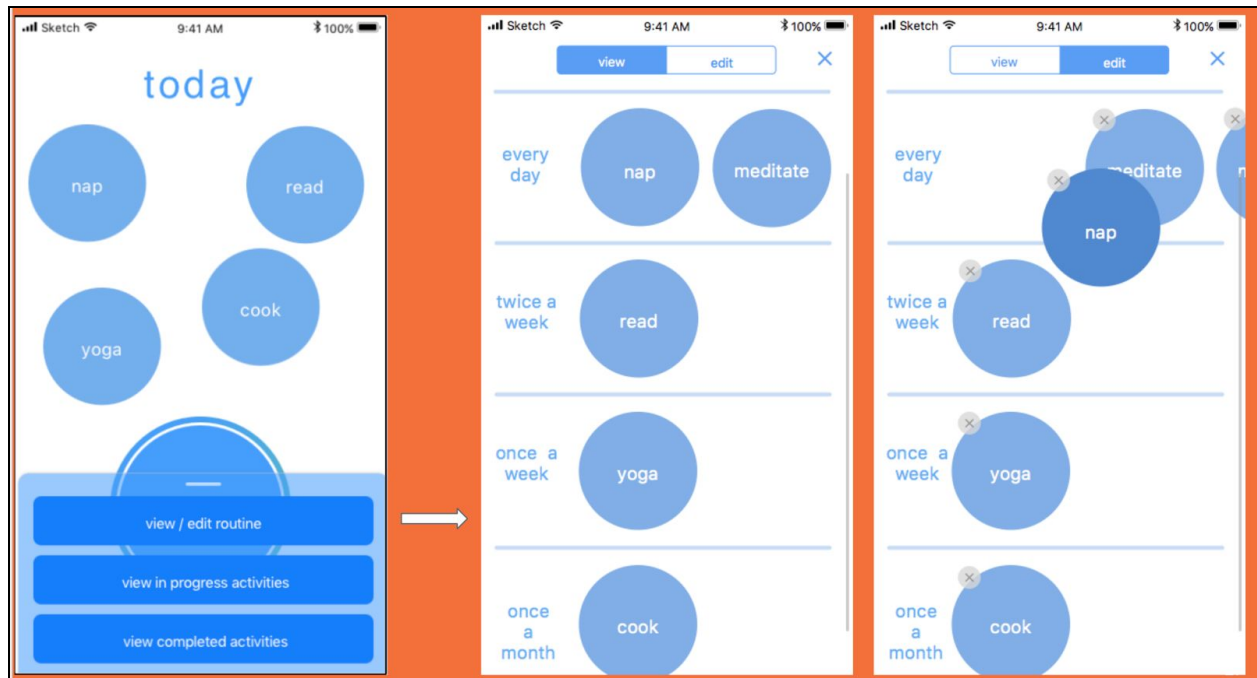 Sketch 9:41 AM 100%
today
nap
read
cook
yoga
view / edit routine
view in progress activities
view completed activities
Sketch 9:41 AM 100%
view edit
every
day
nap meditate
twice a
week
read
once a
week
yoga
once
a
month
cook
Sketch 9:41 AM 100%
view edit
every
day
meditate
nap
twice a
week
read
once a
week
yoga
once
a
month
cook